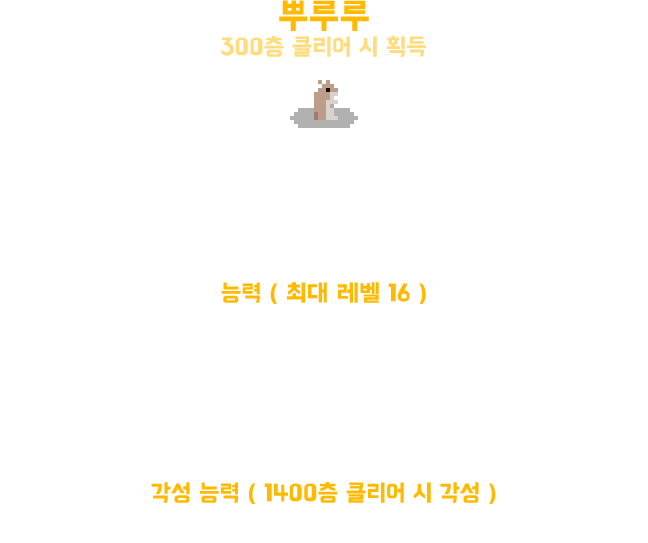 뿌루루
300층 클리어 시 획득
능력 ( 최대 레벨 16 )
각성 능력 ( 1400층 클리어 시 각성 )